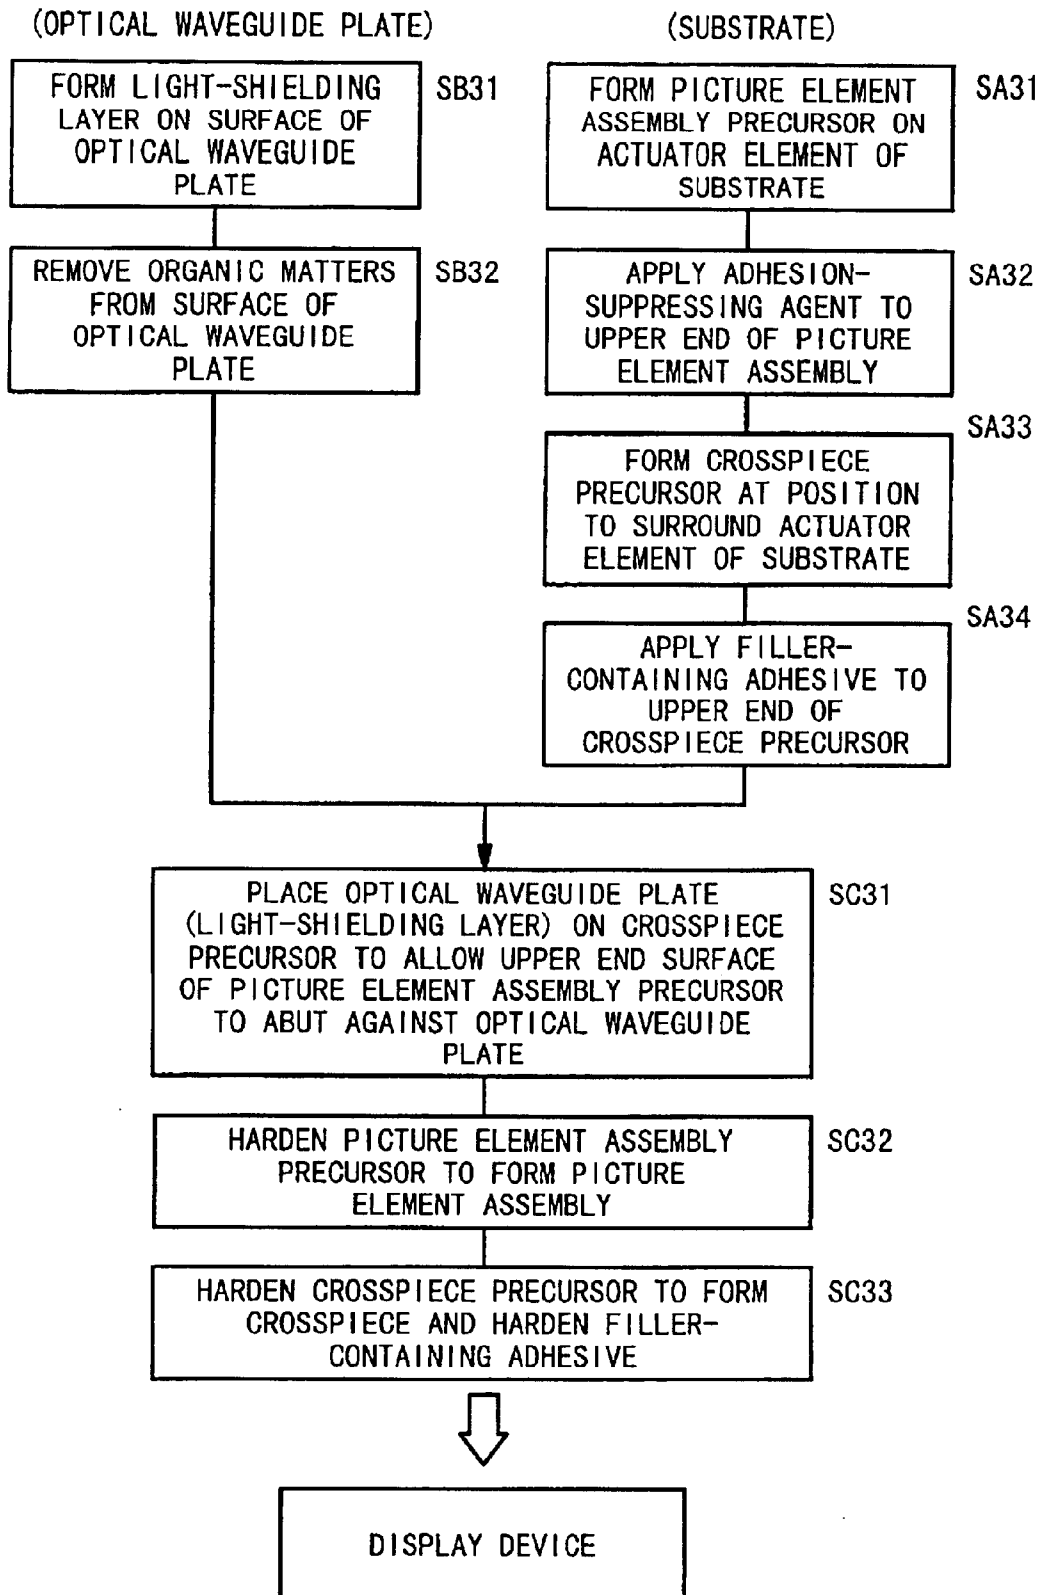 (OPTICAL WAVEGUIDE PLATE)
FORM LIGHT-SHIELDING
LAYER ON SURFACE OF
OPTICAL WAVEGUIDE
PLATE
SB31
REMOVE ORGANIC MATTERS
FROM SURFACE OF
OPTICAL WAVEGUIDE
PLATE
SB32
(SUBSTRATE)
FORM PICTURE ELEMENT
ASSEMBLY PRECURSOR ON
ACTUATOR ELEMENT OF
SUBSTRATE
SA31
APPLY ADHESION-
SUPPRESSING AGENT TO
UPPER END OF PICTURE
ELEMENT ASSEMBLY
SA32
FORM CROSSPIECE
PRECURSOR AT POSITION
TO SURROUND ACTUATOR
ELEMENT OF SUBSTRATE
SA33
APPLY FILLER-
CONTAINING ADHESIVE TO
UPPER END OF
CROSSPIECE PRECURSOR
SA34
PLACE OPTICAL WAVEGUIDE PLATE
(LIGHT-SHIELDING LAYER) ON CROSSPIECE
PRECURSOR TO ALLOW UPPER END SURFACE
OF PICTURE ELEMENT ASSEMBLY PRECURSOR
TO ABUT AGAINST OPTICAL WAVEGUIDE
PLATE
SC31
HARDEN PICTURE ELEMENT ASSEMBLY
PRECURSOR TO FORM PICTURE
ELEMENT ASSEMBLY
SC32
HARDEN CROSSPIECE PRECURSOR TO FORM
CROSSPIECE AND HARDEN FILLER-
CONTAINING ADHESIVE
SC33
DISPLAY DEVICE